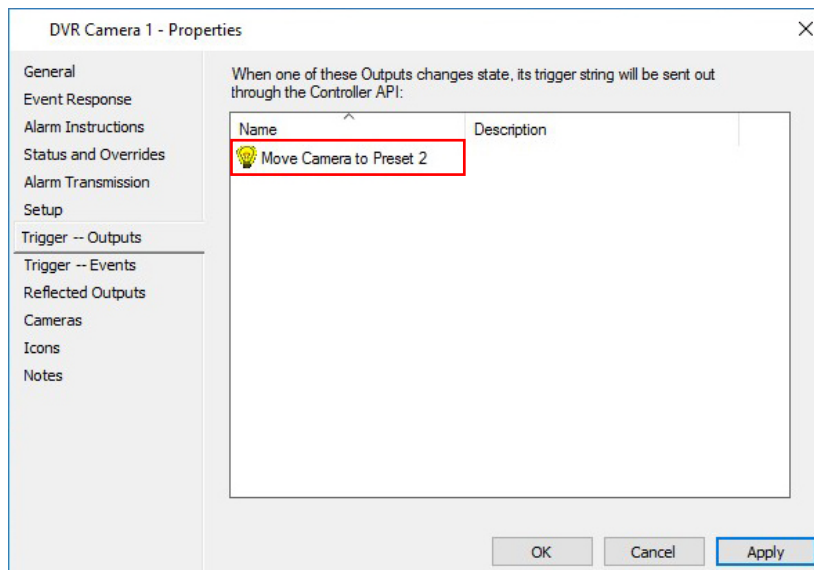 DVR Camera 1 - Properties
General
Event Response
Alarm Instructions
Status and Overrides
Alarm Transmission
Setup
Trigger -- Outputs
Trigger -- Events
Reflected Outputs
Cameras
Icons
Notes
When one of these Outputs changes state, its trigger string will be sent out
through the Controller API:
Name Description
Move Camera to Preset 2
OK Cancel Apply